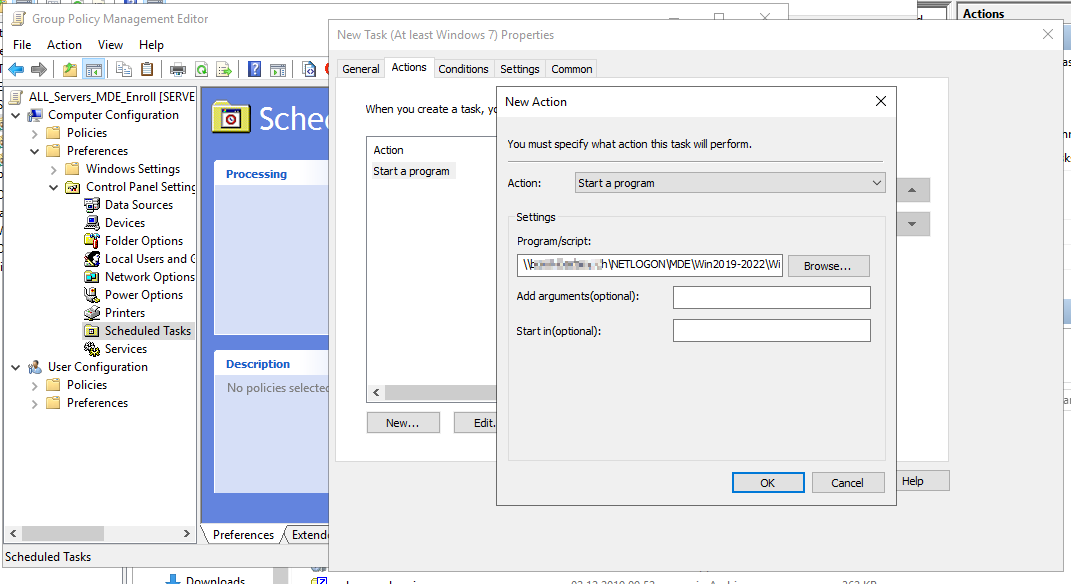 Group Policy Management Editor
File Action View Help
ALL_Servers_MDE_Enroll [SERVE
Computer Configuration
Policies
Preferences
Windows Settings
Control Panel Setting
Data Sources
Devices
Folder Options
Local Users and G
Network Options
Power Options
Printers
Scheduled Tasks
Services
User Configuration
Policies
Preferences
Scheduled Tasks
Processing
Description
No policies selected
Preferences
New Task (At least Windows 7) Properties
General Actions Conditions Settings Common
When you create a task,
Action
Start a program
New...
Edit.
Help
New Action
You must specify what action this task will perform.
Action: Start a program
Settings
Program/script:
h\NETLOGON\MDE\Win2019-2022\Wi
Browse...
Add arguments(optional):
Start in(optional):
OK Cancel
Actions
Downloads